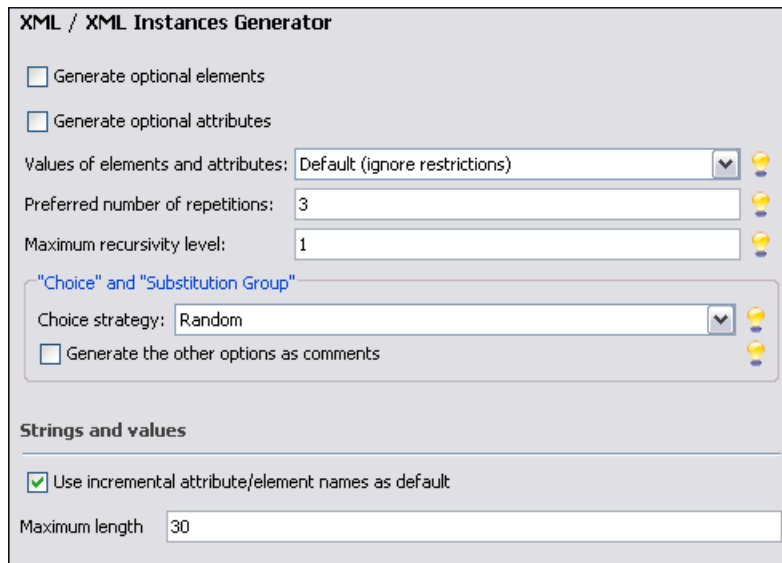 XML / XML Instances Generator
Generate optional elements
Generate optional attributes
Values of elements and attributes: Default (ignore restrictions)
Preferred number of repetitions: 3
Maximum recursivity level: 1
"Choice" and "Substitution Group"
Choice strategy: Random
Generate the other options as comments
Strings and values
Use incremental attribute/element names as default
Maximum length 30